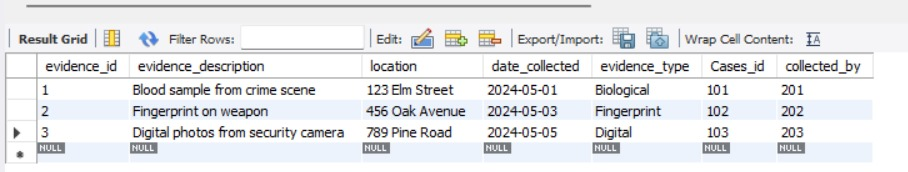 Result Grid Filter Rows: Edit: Export/Import: Wrap Cell Content: IA
evidence_id evidence_description location date_collected evidence_type Cases_id collected_by
1 Blood sample from crime scene 123 Elm Street 2024-05-01 Biological 101 201
2 Fingerprint on weapon 456 Oak Avenue 2024-05-03 Fingerprint 102 202
3 Digital photos from security camera 789 Pine Road 2024-05-05 Digital 103 203
NULL NULL NULL NULL NULL NULL NULL